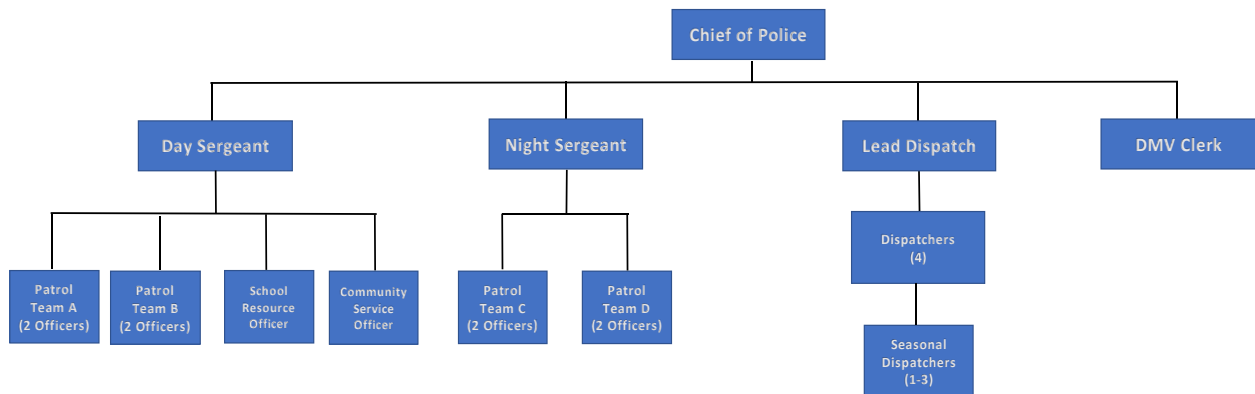 Chief of Police
Day Sergeant
Night Sergeant
Lead Dispatch
DMV Clerk
Patrol
Team A
(2 Officers)
Patrol
Team B
(2 Officers)
School
Resource
Officer
Community
Service
Officer
Patrol
Team C
(2 Officers)
Patrol
Team D
(2 Officers)
Dispatchers
(4)
Seasonal
Dispatchers
(1-3)